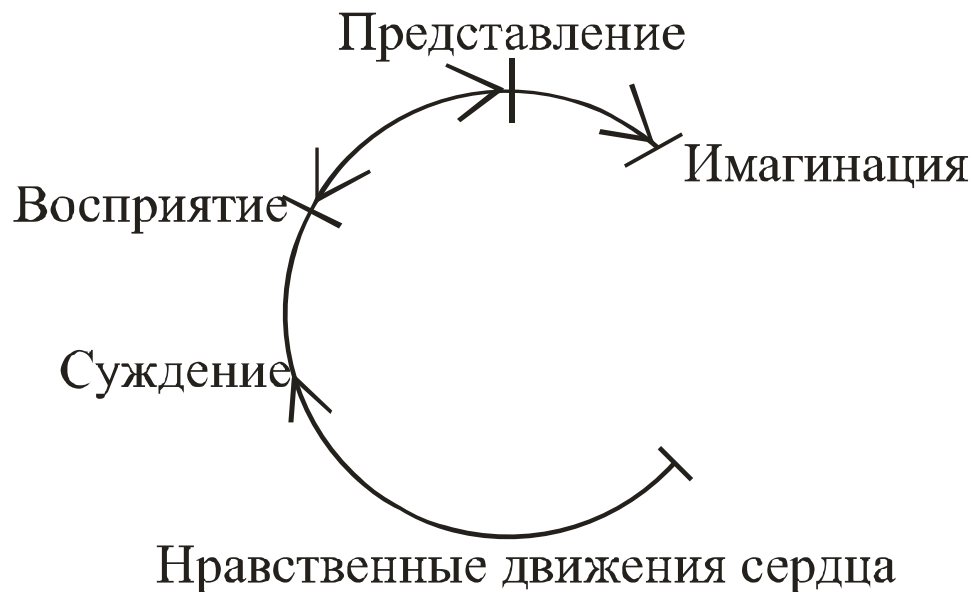 Представление
Имагинация
Восприятие
Суждение
Нравственные движения сердца